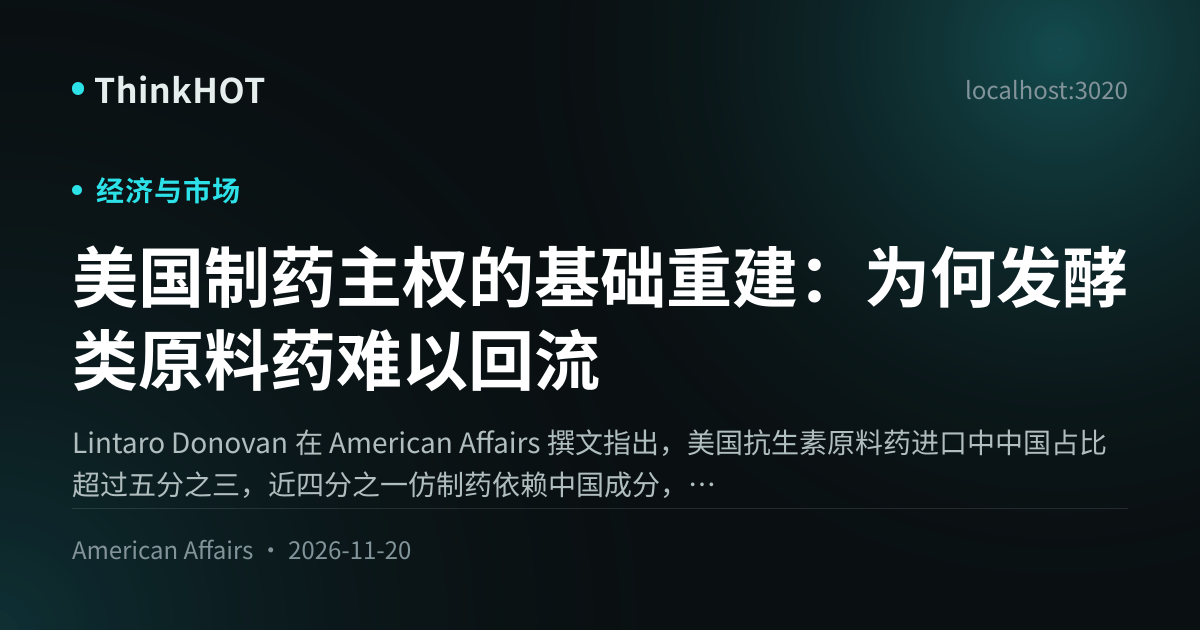 ThinkHOT
localhost:3020
经济与市场
美国制药主权的基础重建：为何发酵
类原料药难以回流
Lintaro Donovan 在 American Affairs 撰文指出，美国抗生素原料药进口中中国占比
超过五分之三，近四分之一仿制药依赖中国成分，…
American Affairs · 2026-11-20